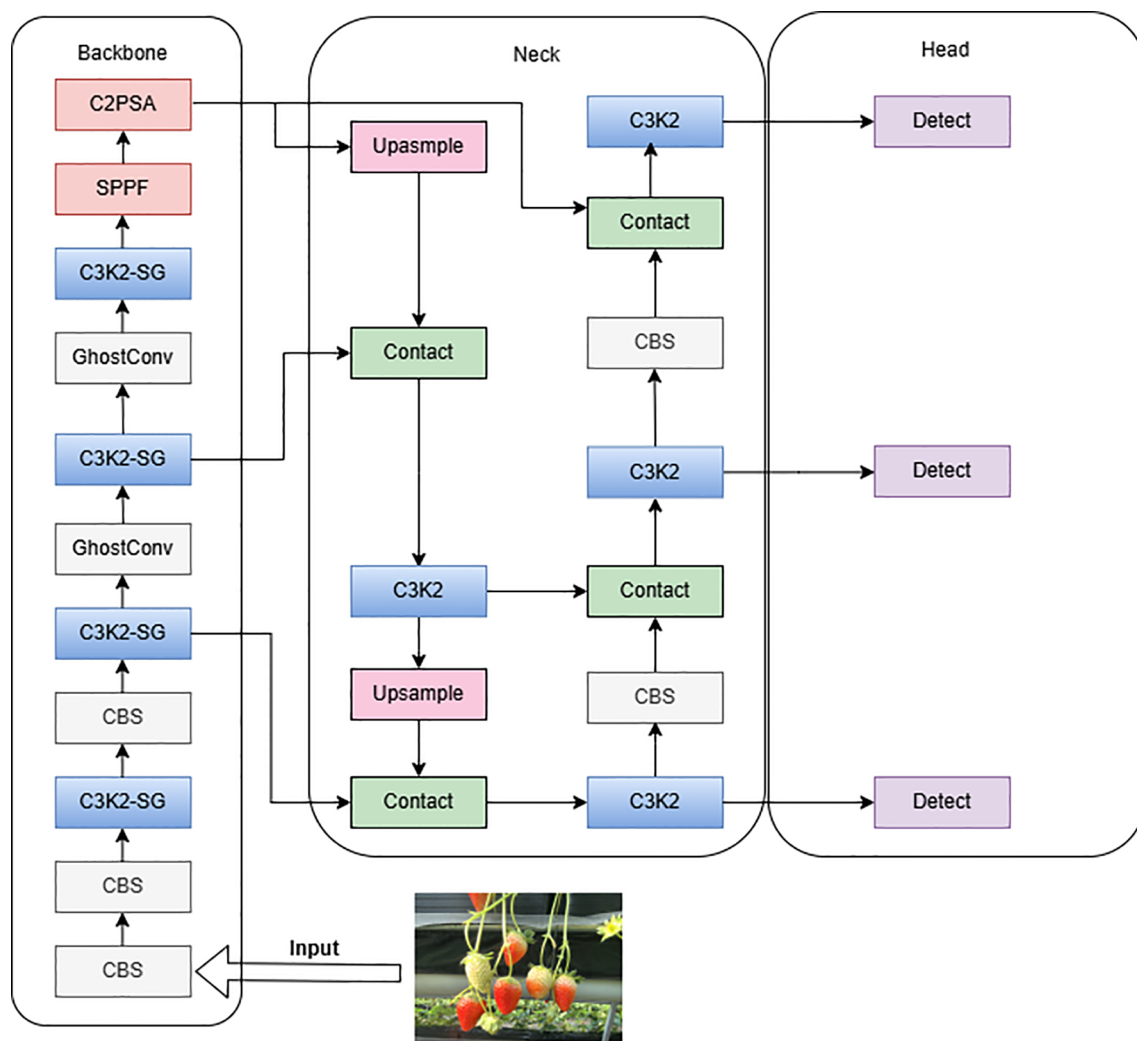 Backbone
C2PSA
SPPF
C3K2-SG
GhostConv
C3K2-SG
GhostConv
C3K2-SG
CBS
C3K2-SG
CBS
CBS
Input
Neck
Upasmple
Contact
C3K2
Upsample
Contact
C3K2
Contact
CBS
C3K2
Contact
CBS
C3K2
Head
Detect
Detect
Detect